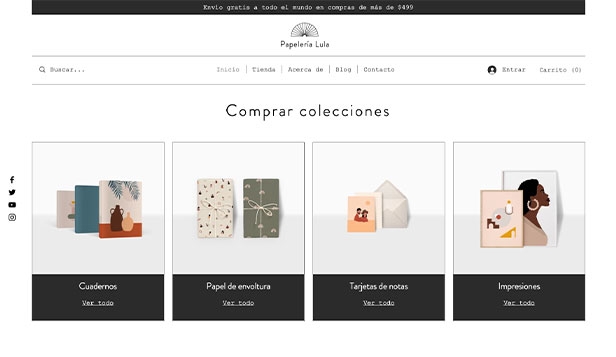 Envío gratis a todo el mundo en compras de más de $499
Papelería Lula
Buscar...
Inicio
Tienda
Acerca de
Blog
Contacto
Entrar
Carrito (0)
Comprar colecciones
Cuadernos
Ver todo
Papel de envoltura
Ver todo
Tarjetas de notas
Ver todo
Impresiones
Ver todo